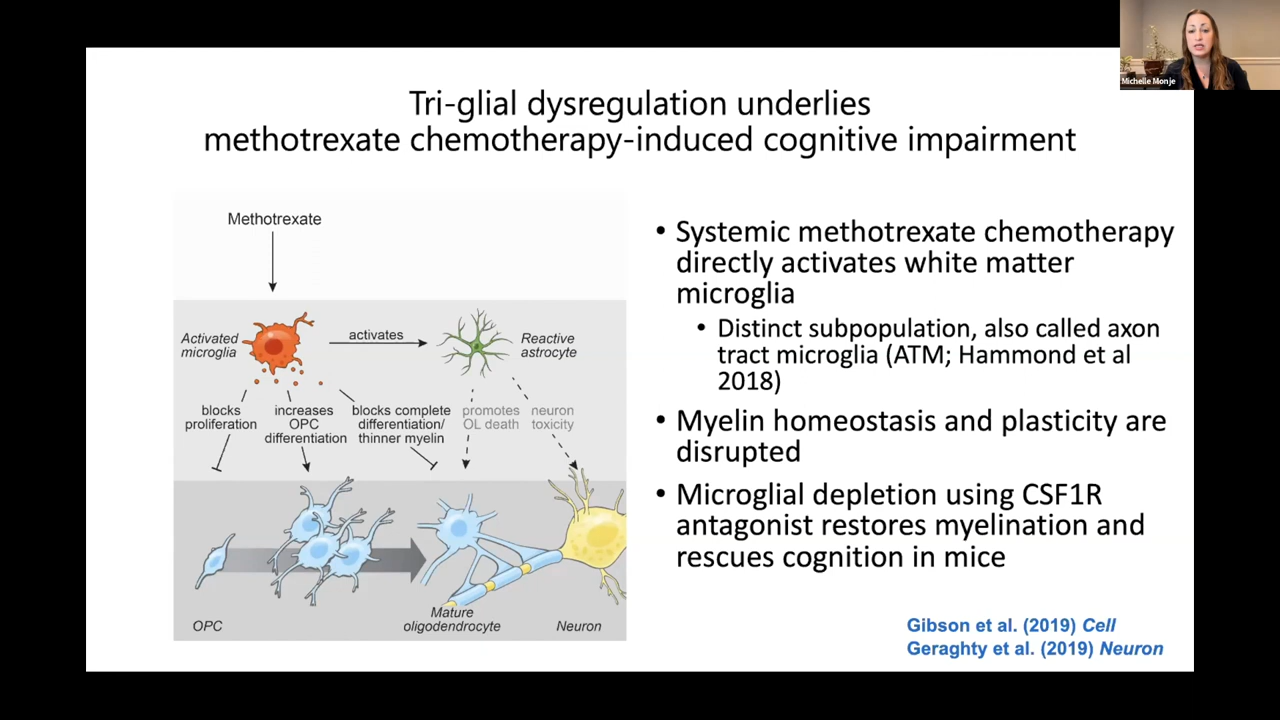 Michelle Monje
Tri-glial dysregulation underlies
methotrexate chemotherapy-induced cognitive impairment
Methotrexate
Activated
microglia
activates
Reactive
astrocyte
blocks
proliferation
increases
OPC
differentiation
blocks complete
differentiation/
thinner myelin
promotes
OL death
neuron
toxicity
OPC
Mature
oligodendrocyte
Neuron
• Systemic methotrexate chemotherapy
directly activates white matter
microglia
• Distinct subpopulation, also called axon
tract microglia (ATM; Hammond et al
2018)
• Myelin homeostasis and plasticity are
disrupted
• Microglial depletion using CSF1R
antagonist restores myelination and
rescues cognition in mice
Gibson et al. (2019) Cell
Geraghty et al. (2019) Neuron